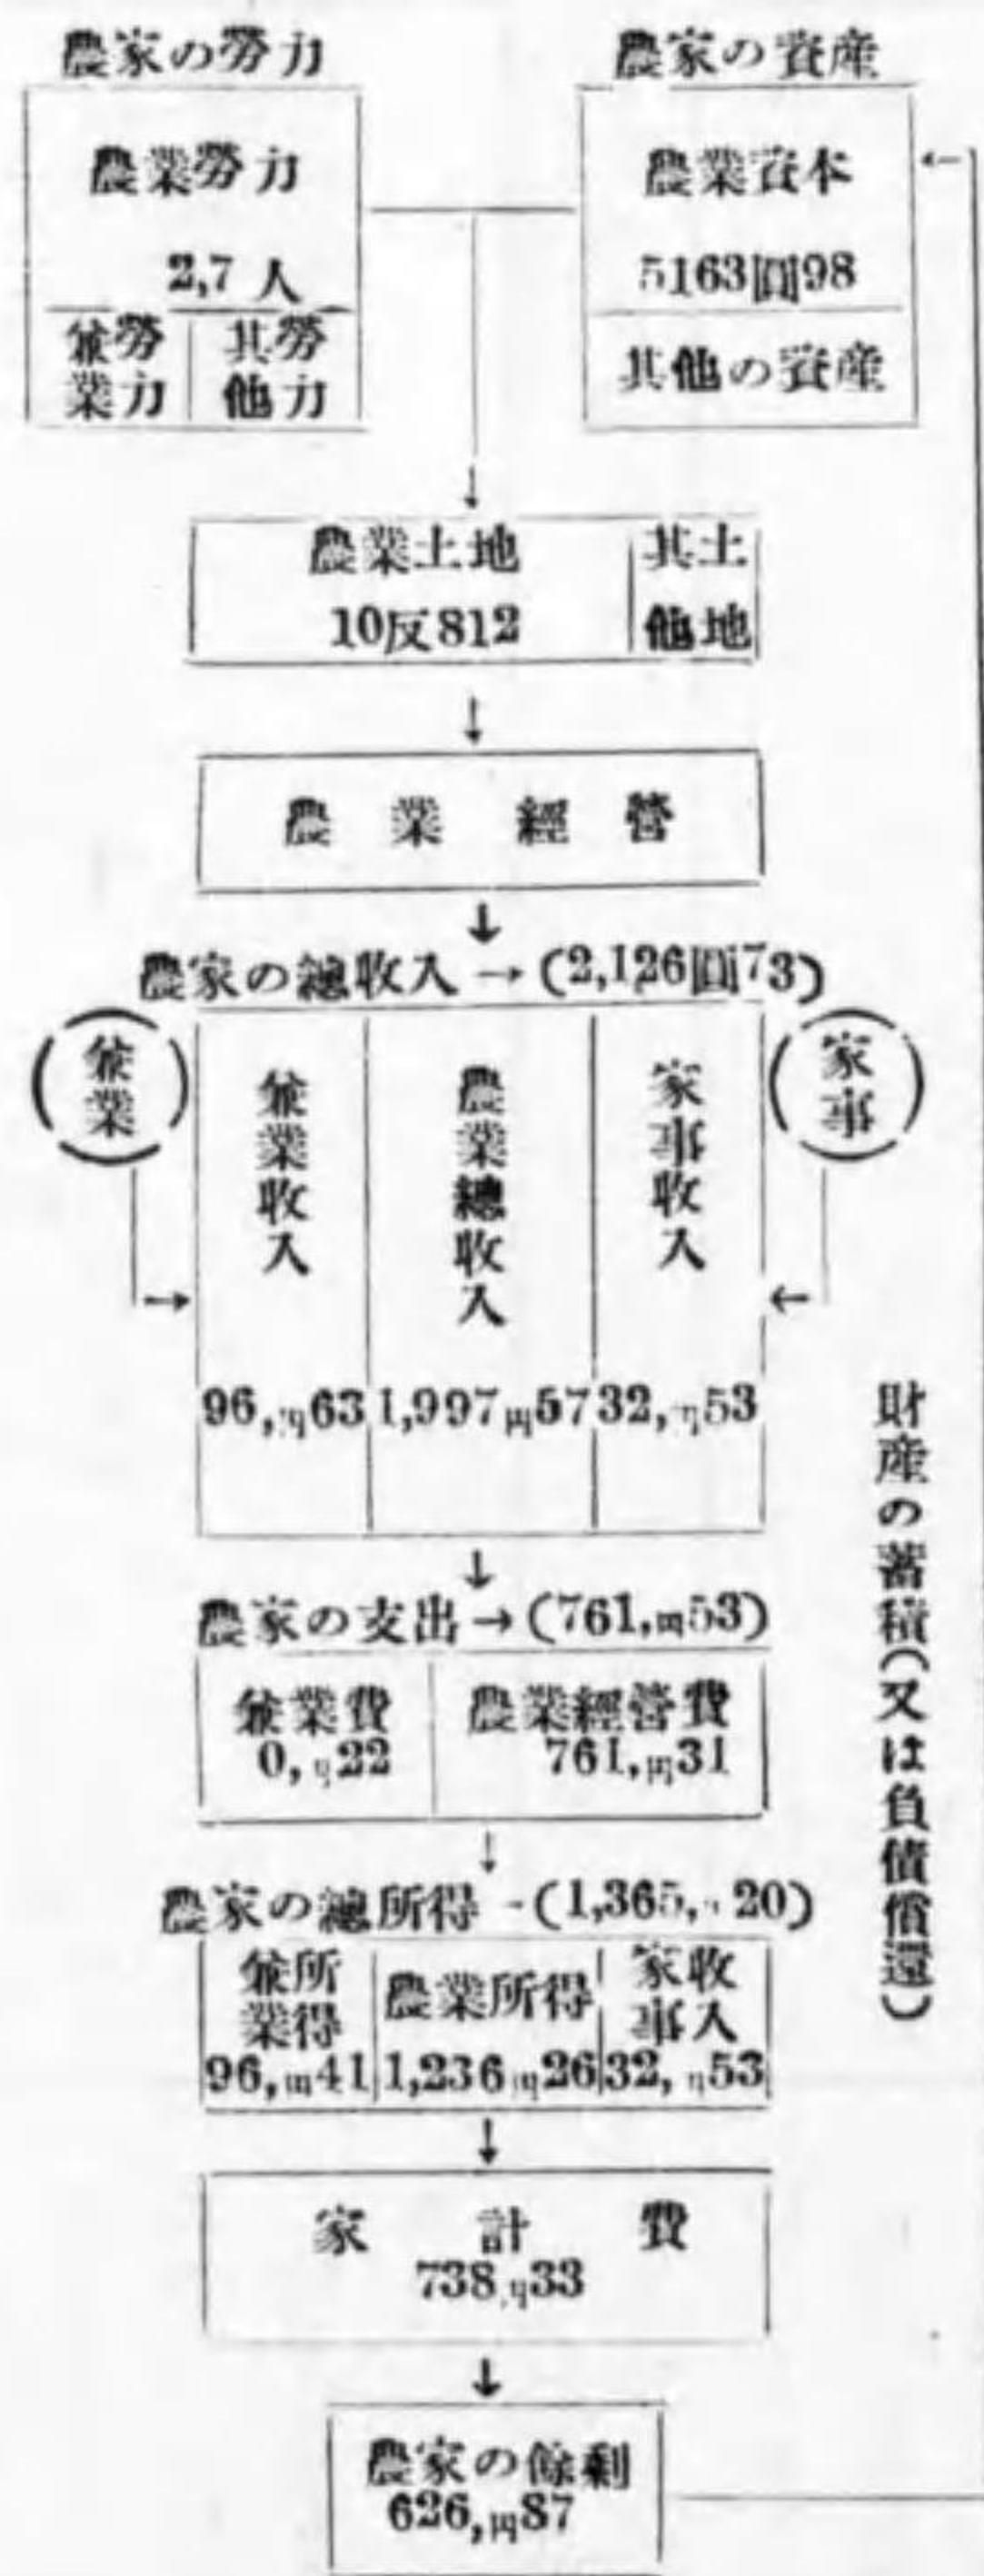 農家の勞力
農業勞力
2,7人
兼業勞力
其他勞力
農家の資産
農業資本
5163圓98
其他の資産
農業土地
10反812
其他土地
農業經營
農家の總收入→(2,126圓73)
兼業
兼業收入
96,円63
農業總收入
1,997円57
家事收入
32,円53
家事
農家の支出→(761,円53)
兼業費
0,円22
農業經營費
761,円31
農家の總所得-(1,365,円20)
兼業所得
96,円41
農業所得
1,236円26
家事收入
32,円53
家計費
738,円33
農家の餘剩
626,円87
財産の蓄積(又は負債償還)